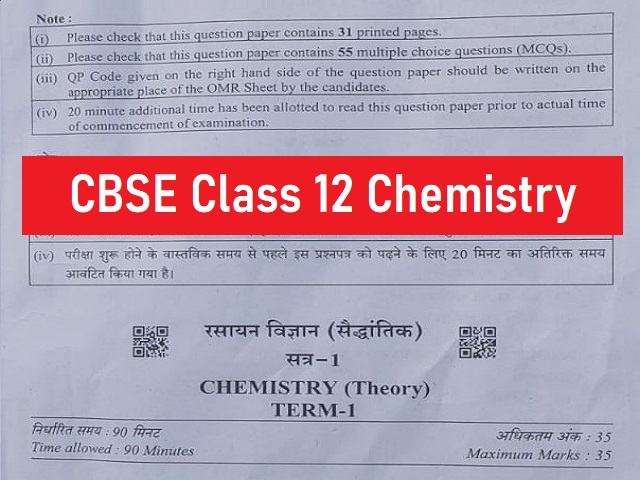 Note :
(i) Please check that this question paper contains 31 printed pages.
(ii) Please check that this question paper contains 55 multiple choice questions (MCQs).
(iii) QP Code given on the right hand side of the question paper should be written on the
appropriate place of the OMR Sheet by the candidates.
(iv) 20 minute additional time has been allotted to read this question paper prior to actual time
of commencement of examination.
CBSE Class 12 Chemistry
(iv) परीक्षा शुरू होने के वास्तविक समय से पहले इस प्रश्नपत्र को पढ़ने के लिए 20 मिनट का अतिरिक्त समय
आवंटित किया गया है।
रसायन विज्ञान (सैद्धांतिक)
सत्र–1
CHEMISTRY (Theory)
TERM-1
निर्धारित समय : 90 मिनट
अधिकतम अंक : 35
Time allowed : 90 Minutes
Maximum Marks : 35